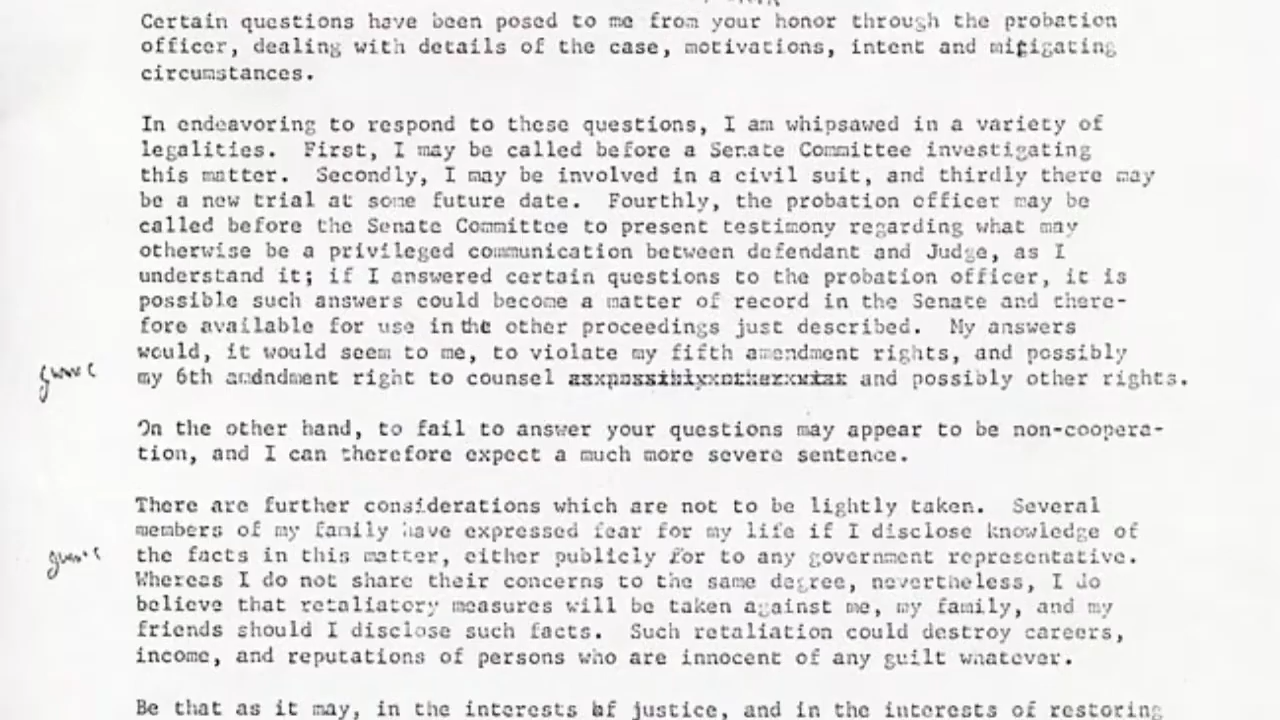 Certain questions have been posed to me from your honor through the probation
officer, dealing with details of the case, motivations, intent and mitigating
circumstances.
In endeavoring to respond to these questions, I am whipsawed in a variety of
legalities. First, I may be called before a Senate Committee investigating
this matter. Secondly, I may be involved in a civil suit, and thirdly there may
be a new trial at some future date. Fourthly, the probation officer may be
called before the Senate Committee to present testimony regarding what may
otherwise be a privileged communication between defendant and Judge, as I
understand it; if I answered certain questions to the probation officer, it is
possible such answers could become a matter of record in the Senate and there-
fore available for use in the other proceedings just described. My answers
would, it would seem to me, to violate my fifth amendment rights, and possibly
my 6th amdndment right to counsel and possibly other rights.
On the other hand, to fail to answer your questions may appear to be non-coopera-
tion, and I can therefore expect a much more severe sentence.
There are further considerations which are not to be lightly taken. Several
members of my family have expressed fear for my life if I disclose knowledge of
the facts in this matter, either publicly or to any government representative.
Whereas I do not share their concerns to the same degree, nevertheless, I do
believe that retaliatory measures will be taken against me, my family, and my
friends should I disclose such facts. Such retaliation could destroy careers,
income, and reputations of persons who are innocent of any guilt whatever.
Be that as it may, in the interests of justice, and in the interests of restoring